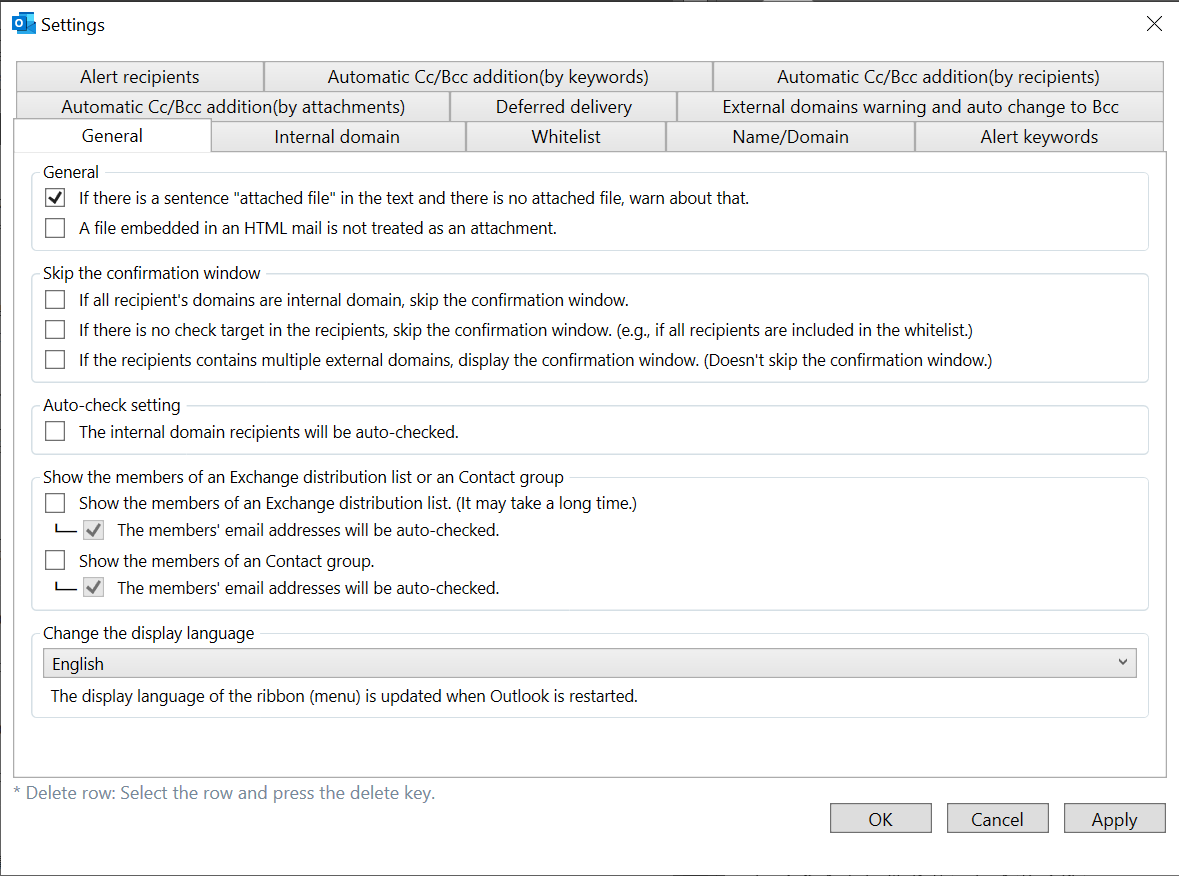 Settings
Alert recipients
Automatic Cc/Bcc addition(by keywords)
Automatic Cc/Bcc addition(by recipients)
Automatic Cc/Bcc addition(by attachments)
Deferred delivery
External domains warning and auto change to Bcc
General
Internal domain
Whitelist
Name/Domain
Alert keywords
General
If there is a sentence "attached file" in the text and there is no attached file, warn about that.
A file embedded in an HTML mail is not treated as an attachment.
Skip the confirmation window
If all recipient's domains are internal domain, skip the confirmation window.
If there is no check target in the recipients, skip the confirmation window. (e.g., if all recipients are included in the whitelist.)
If the recipients contains multiple external domains, display the confirmation window. (Doesn't skip the confirmation window.)
Auto-check setting
The internal domain recipients will be auto-checked.
Show the members of an Exchange distribution list or an Contact group
Show the members of an Exchange distribution list. (It may take a long time.)
The members' email addresses will be auto-checked.
Show the members of an Contact group.
The members' email addresses will be auto-checked.
Change the display language
English
The display language of the ribbon (menu) is updated when Outlook is restarted.
* Delete row: Select the row and press the delete key.
OK
Cancel
Apply